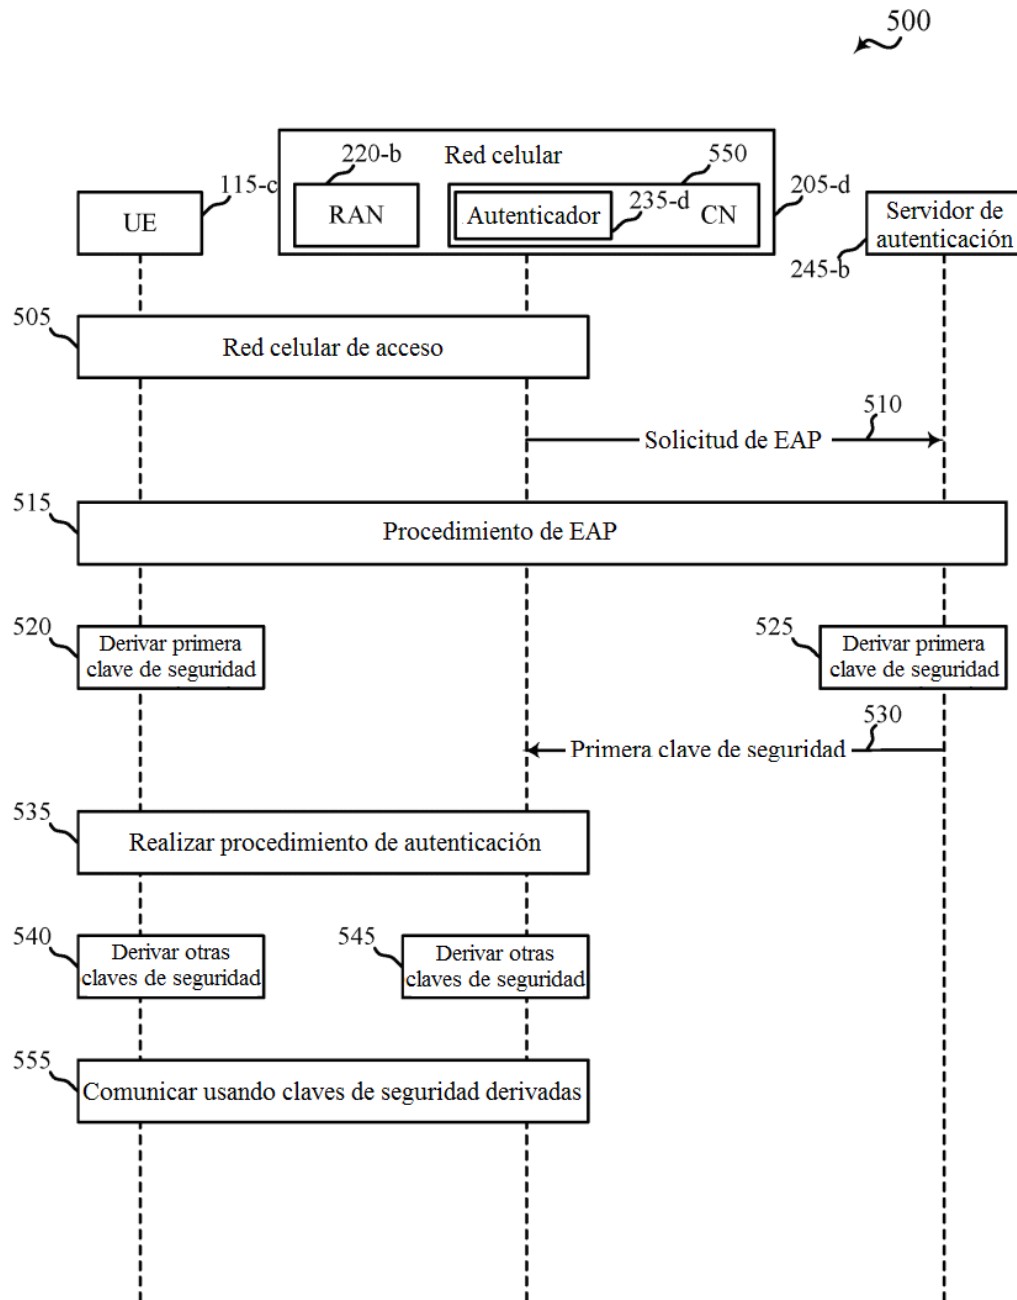 500
Red celular
220-b
550
115-c
205-d
UE
RAN
Autenticador
235-d
CN
Servidor de
autenticación
245-b
505
Red celular de acceso
510
Solicitud de EAP
515
Procedimiento de EAP
520
Derivar primera
clave de seguridad
525
Derivar primera
clave de seguridad
530
Primera clave de seguridad
535
Realizar procedimiento de autenticación
540
Derivar otras
claves de seguridad
545
Derivar otras
claves de seguridad
555
Comunicar usando claves de seguridad derivadas